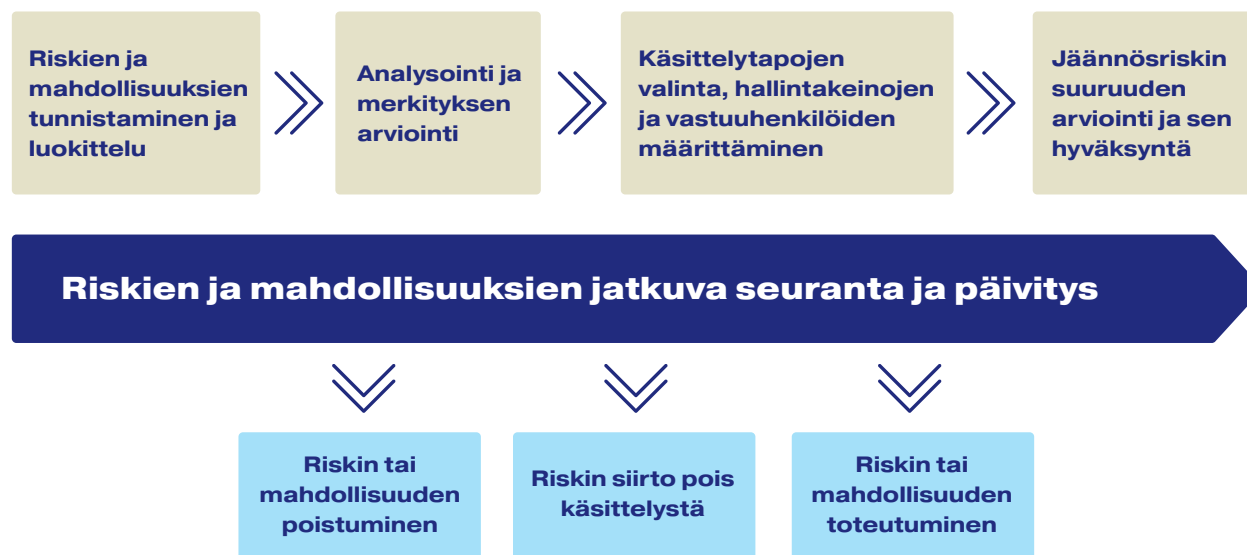 Riskien ja
mahdollisuuksien
tunnistaminen ja
luokittelu
Analysointi ja
merkityksen
arviointi
Käsittelytapojen
valinta, hallintakeinojen
ja vastuuhenkilöiden
määrittäminen
Jäännösriskin
suuruuden
arviointi ja sen
hyväksyntä
Riskien ja mahdollisuuksien jatkuva seuranta ja päivitys
Riskin tai
mahdollisuuden
poistuminen
Riskin siirto pois
käsittelystä
Riskin tai
mahdollisuuden
toteutuminen